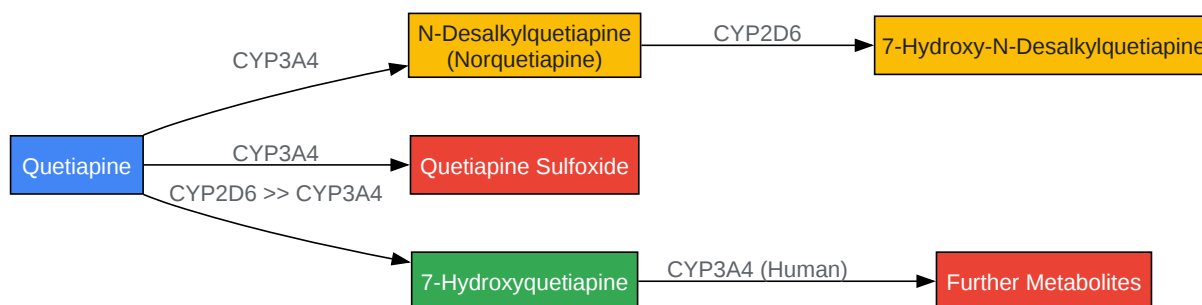 N-Desalkylquetiapine
(Norquetiapine)
CYP2D6
7-Hydroxy-N-Desalkylquetiapine
CYP3A4
Quetiapine
CYP3A4
Quetiapine Sulfoxide
CYP2D6 >> CYP3A4
7-Hydroxyquetiapine
CYP3A4 (Human)
Further Metabolites